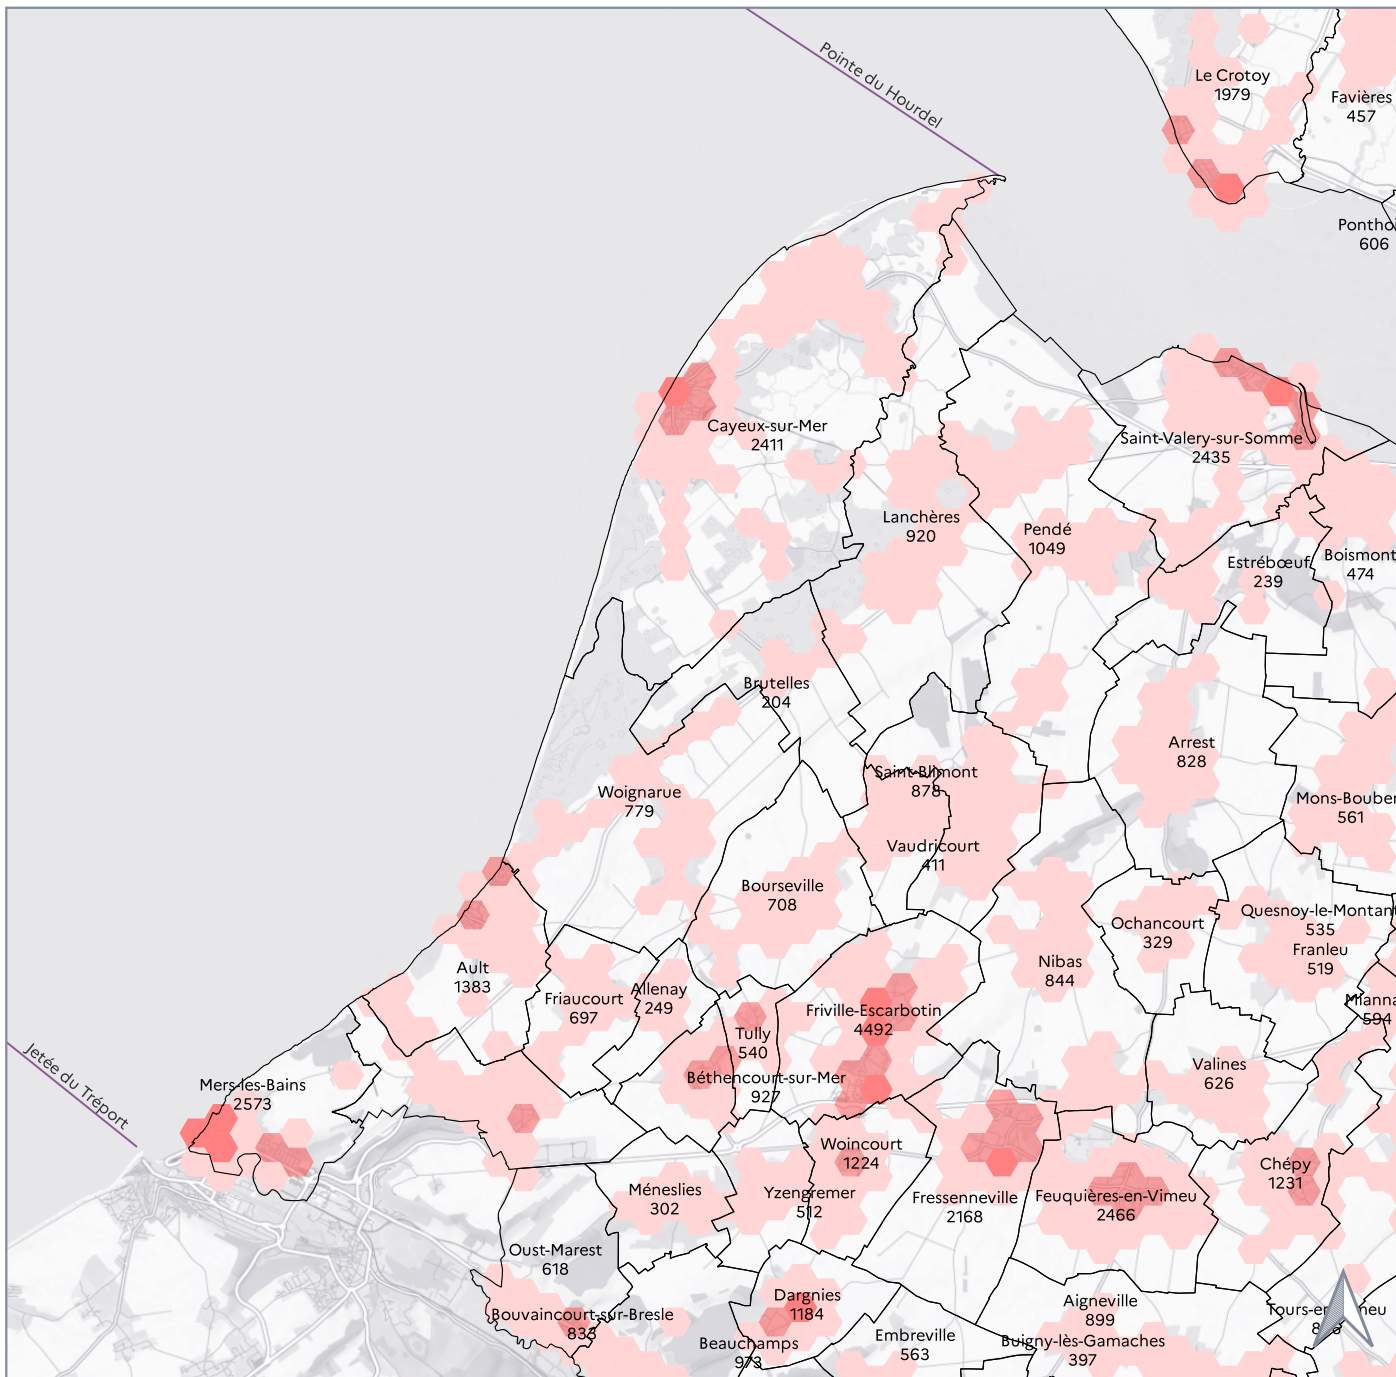 Pointe du Hourdel
Le Crotoy
1979
Favières
457
606
Cayeux-sur-Mer
2411
Saint-Valery-sur-Somme
2435
Lanchères
920
Pendé
1049
Estrébœuf
239
Boismont
474
Brutelles
204
Arrest
828
Woignarue
779
Saint-Blimont
878
Mons-Bouber
561
Vaudricourt
411
Bourseville
708
Ochancourt
329
Quesnoy-le-Montant
535
Franleu
519
Nibas
844
Ault
1383
Friaucourt
697
Allenay
249
Friville-Escarbotin
4492
Mianna
594
Tully
540
Jetée du Tréport
Mers-les-Bains
2573
Béthencourt-sur-Mer
927
Valines
626
Woincourt
1224
Chépy
1231
Méneslies
302
Yzengremer
512
Fressenneville
2168
Feuquières-en-Vimeu
2466
Oust-Marest
618
Bouvaincourt-sur-Bresle
833
Dargnies
1184
Aigneville
899
Beauchamps
973
Embreville
563
Buigny-lès-Gamaches
397